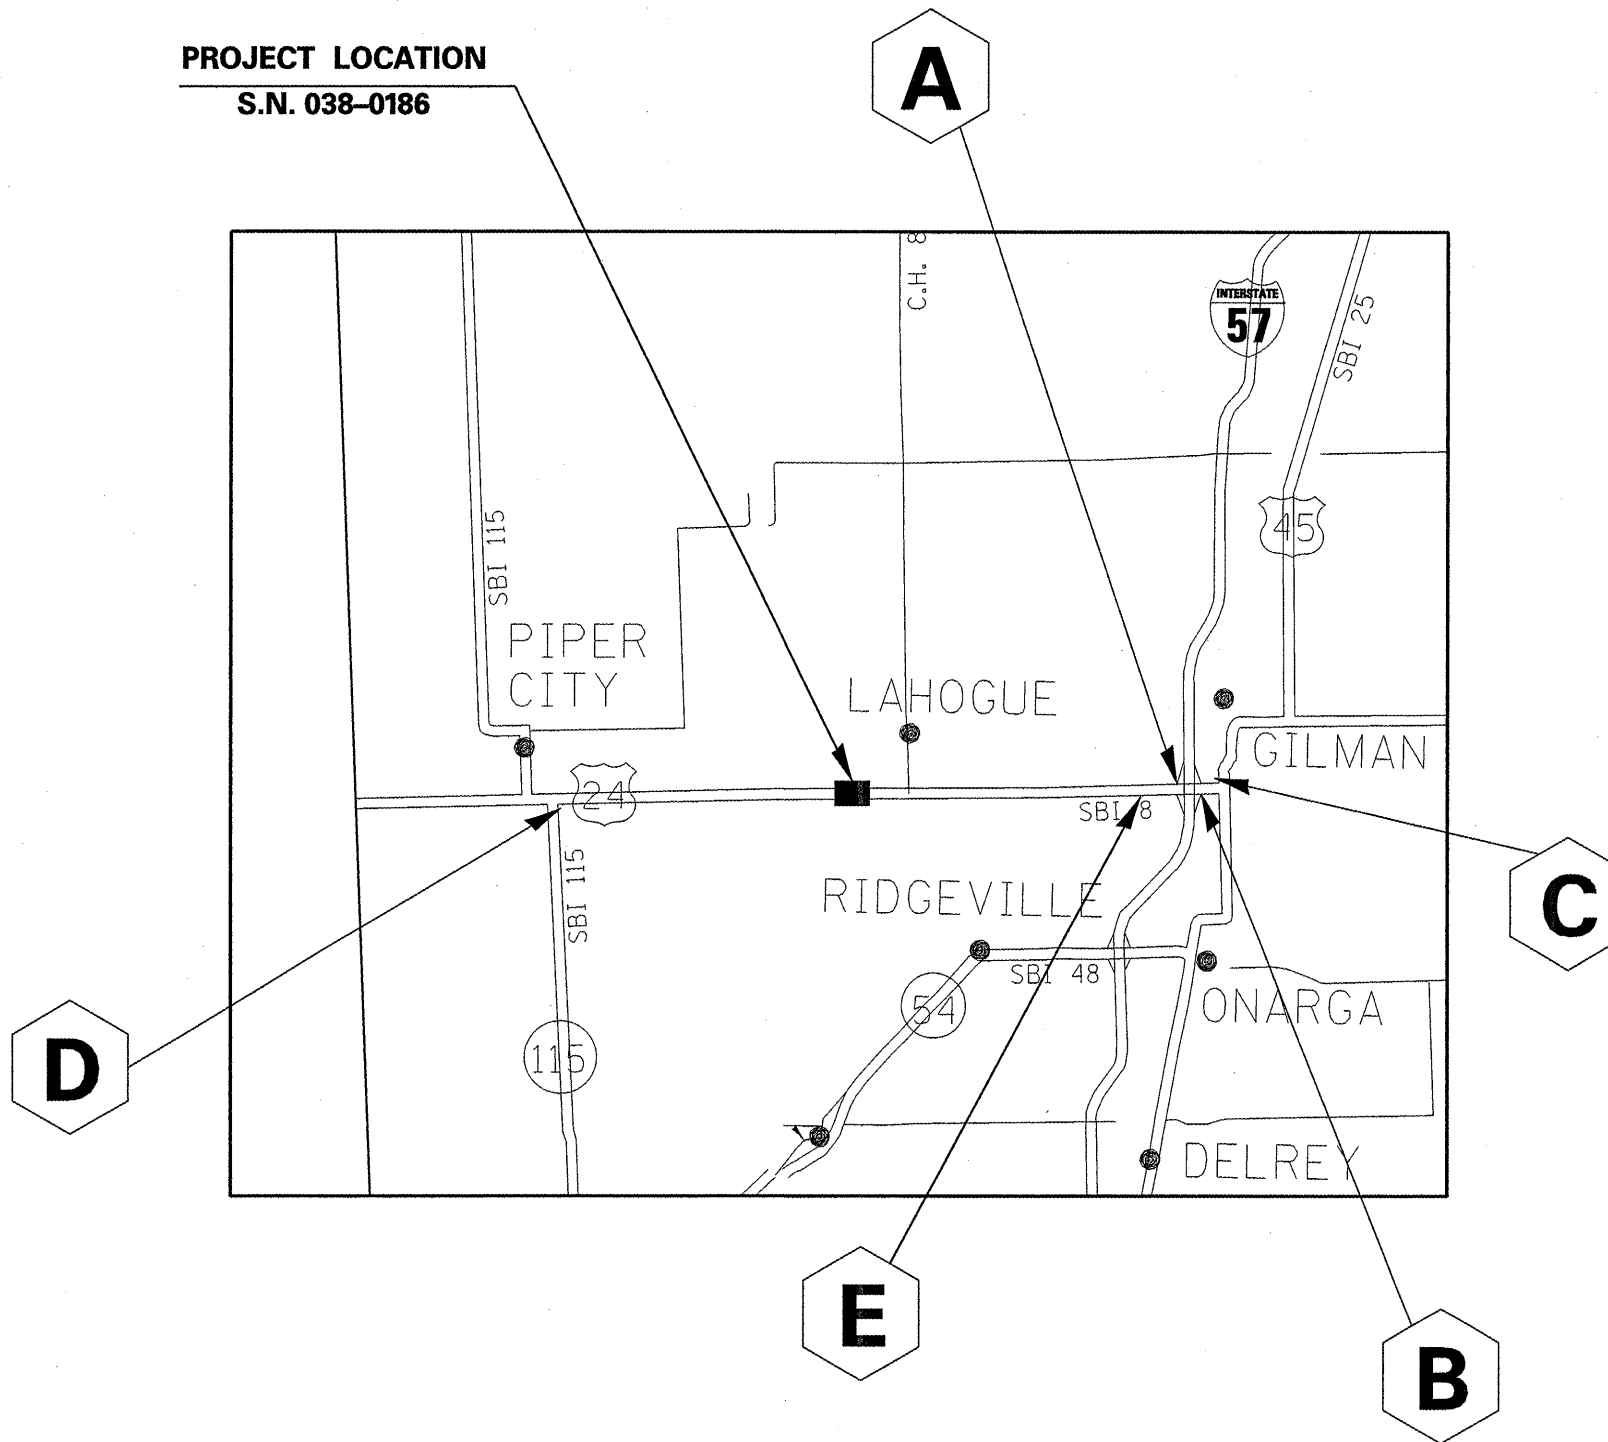 PROJECT LOCATION
S.N. 038–0186
A
C.H. 8
INTERSTATE
57
SBI 25
SBI 115
45
PIPER
CITY
LAHOGUE
GILMAN
24
SBI 8
C
SBI 115
RIDGEVILLE
SBI 48
54
ONARGA
D
115
DELREY
E
B